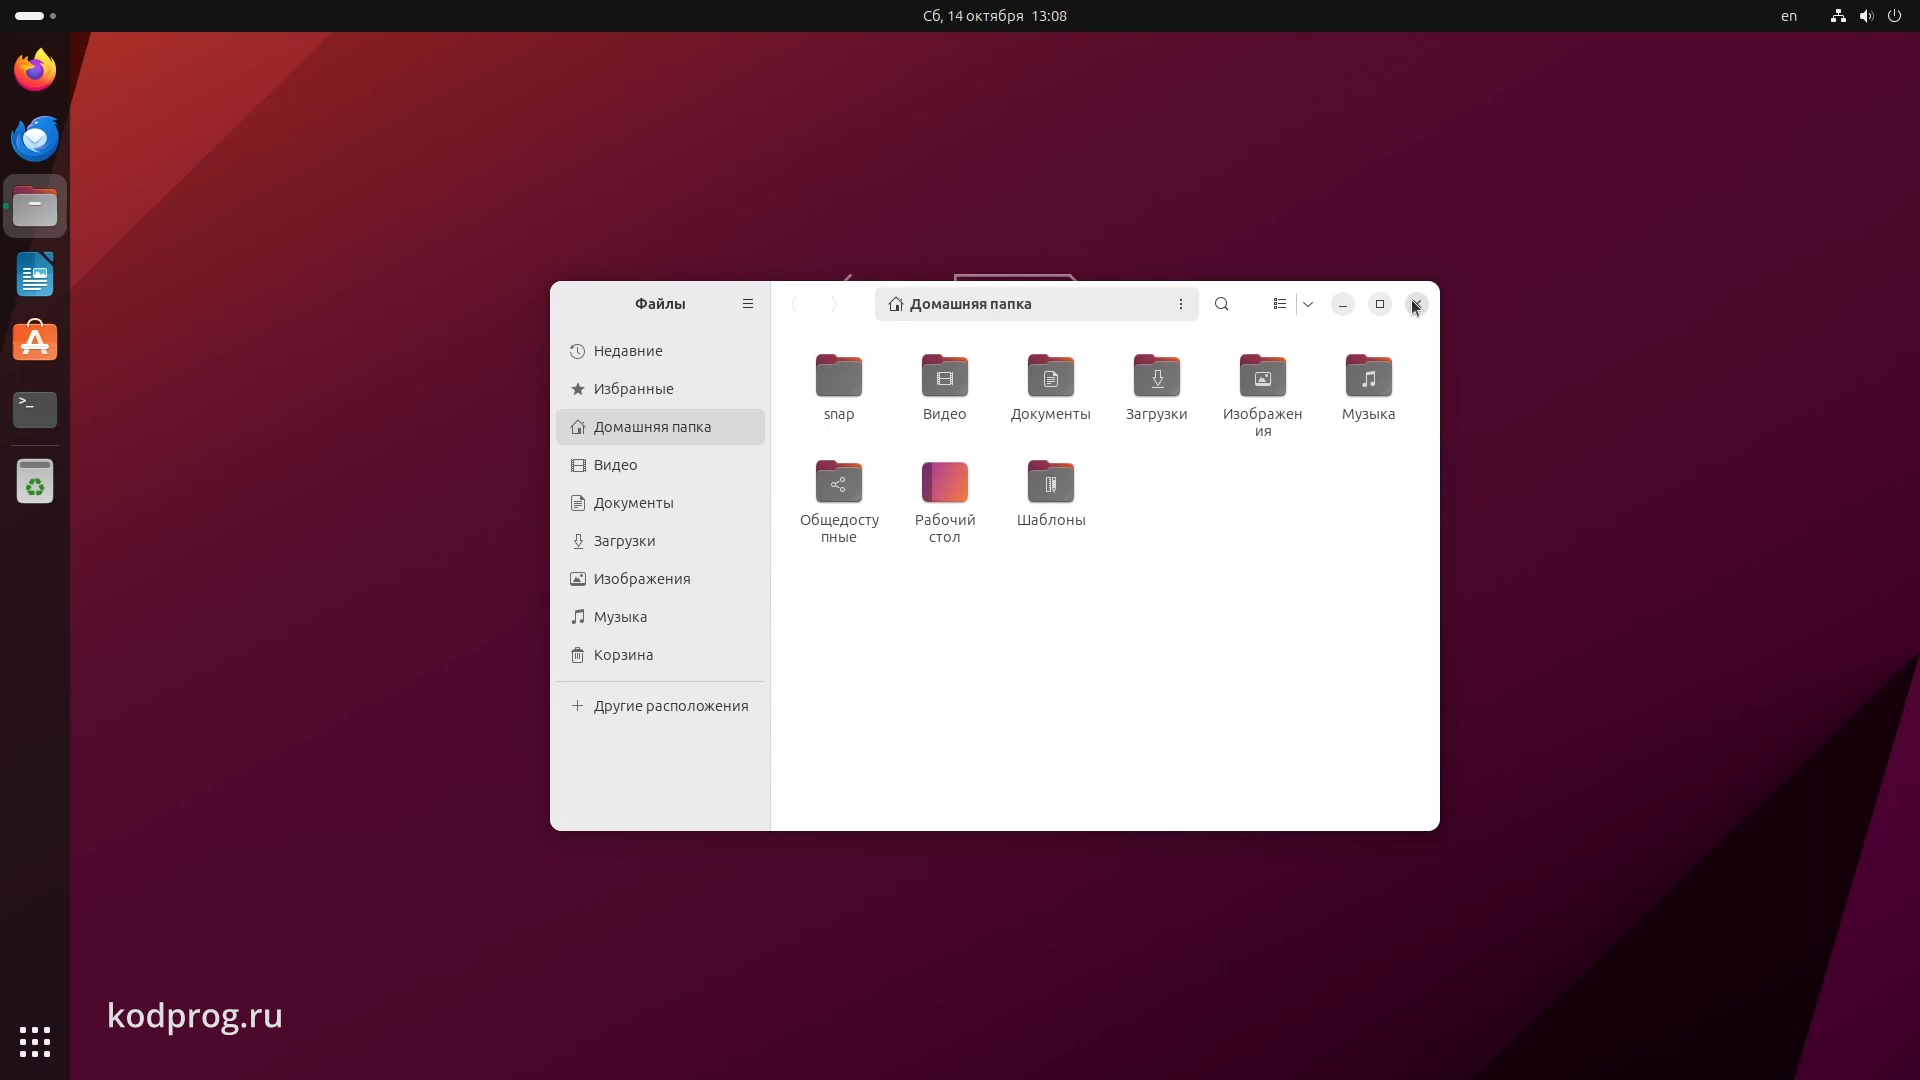 Сб, 14 октября 13:08
en
Файлы
Домашняя папка
Недавние
Избранные
Домашняя папка
Видео
Документы
Загрузки
Изображения
Музыка
Корзина
Другие расположения
snap
Видео
Документы
Загрузки
Изображен
ия
Музыка
Общедосту
пные
Рабочий
стол
Шаблоны
kodprog.ru